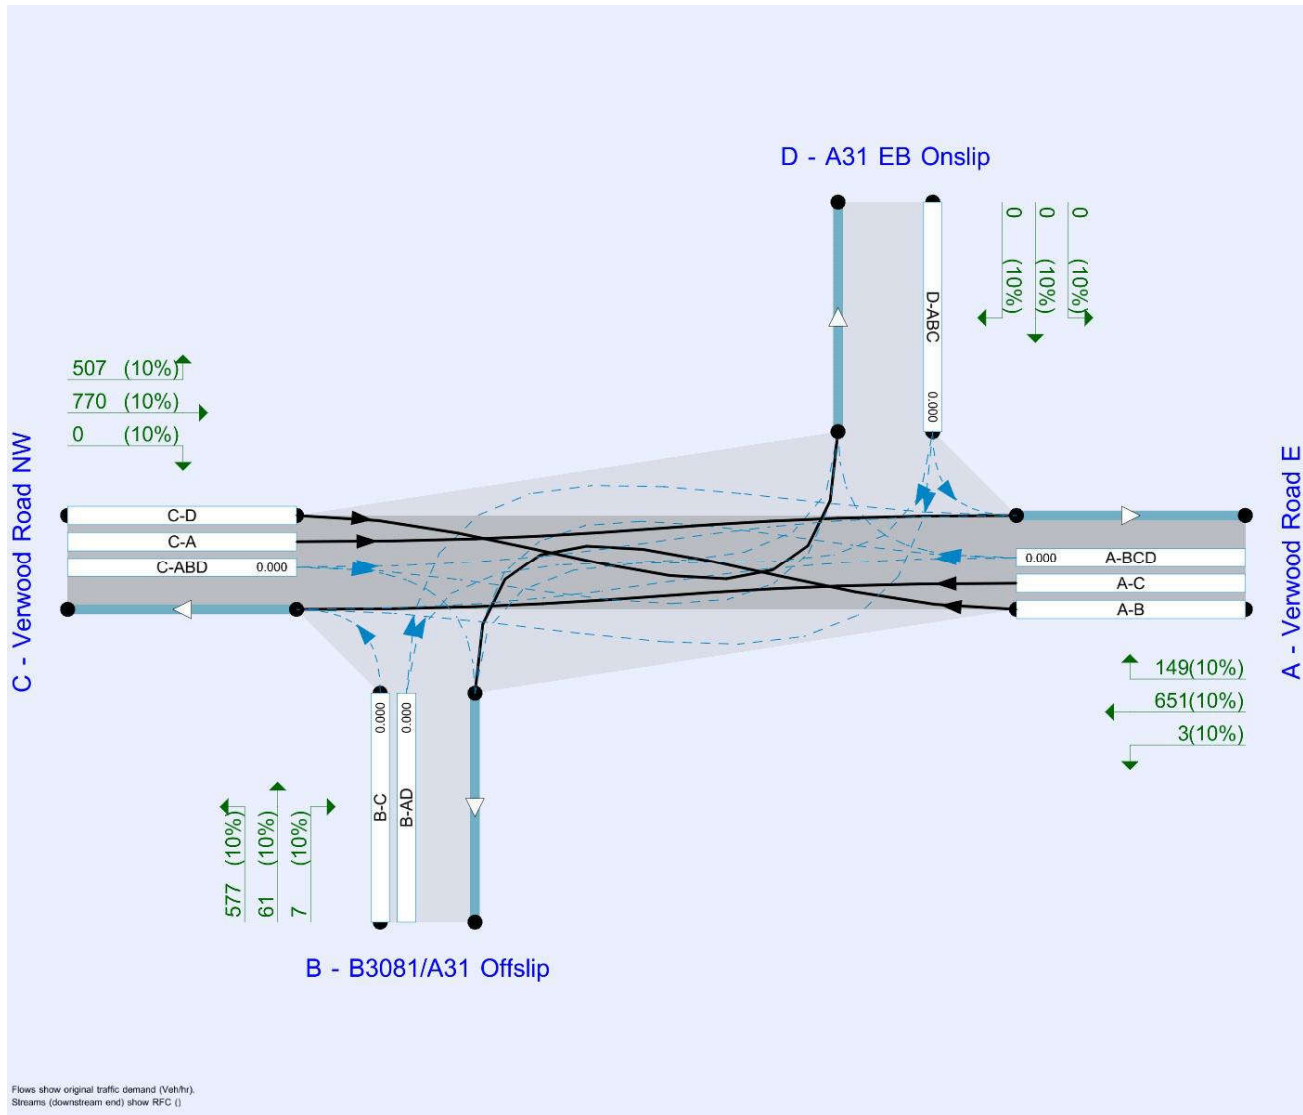 D - A31 EB Onslip
0 (10%)
0 (10%)
0 (10%)
D-ABC
0.000
507 (10%)
770 (10%)
0 (10%)
C - Verwood Road NW
C-D
C-A
C-ABD 0.000
0.000 A-BCD
A-C
A-B
A - Verwood Road E
149(10%)
651(10%)
3(10%)
0.000
B-C
0.000
B-AD
577 (10%)
61 (10%)
7 (10%)
B - B3081/A31 Offslip
Flows show original traffic demand (Veh/hr).
Streams (downstream end) show RFC ()